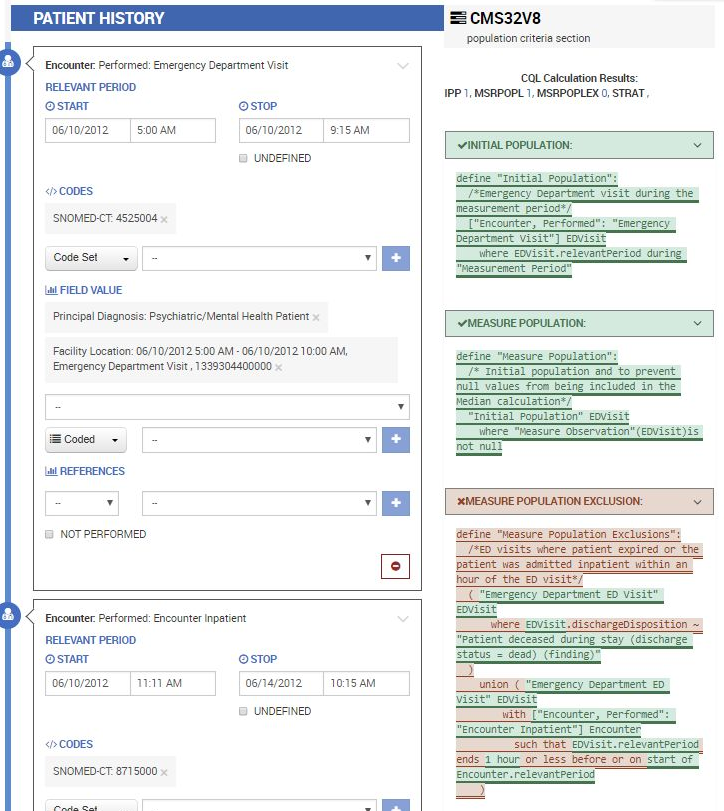 PATIENT HISTORY
Encounter: Performed: Emergency Department Visit
RELEVANT PERIOD
START STOP
06/10/2012 5:00 AM 06/10/2012 9:15 AM
UNDEFINED
</> CODES
SNOMED-CT: 4525004 ×
Code Set --
+
FIELD VALUE
Principal Diagnosis: Psychiatric/Mental Health Patient ×
Facility Location: 06/10/2012 5:00 AM - 06/10/2012 10:00 AM,
Emergency Department Visit , 1339304400000 ×
--
Coded --
+
REFERENCES
-- --
+
NOT PERFORMED
Encounter: Performed: Encounter Inpatient
RELEVANT PERIOD
START STOP
06/10/2012 11:11 AM 06/14/2012 10:15 AM
UNDEFINED
</> CODES
SNOMED-CT: 8715000 ×
Code Set --
+
CMS32V8
population criteria section
CQL Calculation Results:
IPP 1, MSRPOPL 1, MSRPOPLEX 0, STRAT ,
INITIAL POPULATION:
define "Initial Population":
/*Emergency Department visit during the
measurement period*/
["Encounter, Performed": "Emergency
Department Visit"] EDVisit
where EDVisit.relevantPeriod during
"Measurement Period"
MEASURE POPULATION:
define "Measure Population":
/* Initial population and to prevent
null values from being included in the
Median calculation*/
"Initial Population" EDVisit
where "Measure Observation"(EDVisit)is
not null
MEASURE POPULATION EXCLUSION:
define "Measure Population Exclusions":
/*ED visits where patient expired or the
patient was admitted inpatient within an
hour of the ED visit*/
( "Emergency Department ED Visit"
EDVisit
where EDVisit.dischargeDisposition ~
"Patient deceased during stay (discharge
status = dead) (finding)"
)
union ( "Emergency Department ED
Visit" EDVisit
with ["Encounter, Performed":
"Encounter Inpatient"] Encounter
such that EDVisit.relevantPeriod
ends 1 hour or less before or on start of
Encounter.relevantPeriod
)